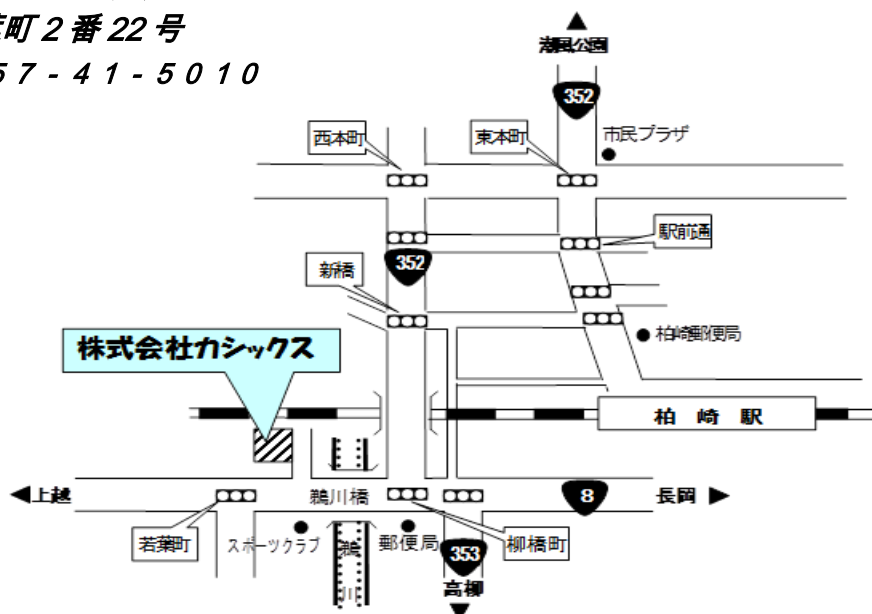 葉町２番22号
57-41-5010
潮風公園
352
市民プラザ
西本町
東本町
駅前通
352
新橋
柏崎郵便局
株式会社カシックス
柏崎駅
上越
鵜川橋
8
長岡
若葉町
スポーツクラブ
鵜川
郵便局
353
柳橋町
高柳